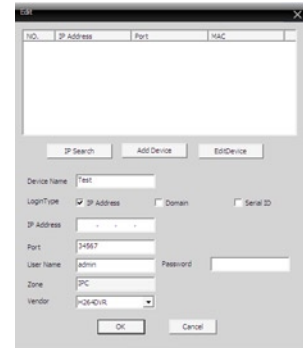 Edit
NO. IP Address Port MAC
IP Search Add Device EditDevice
Device Name Test
LoginType IP Address Domain Serial ID
IP Address . . .
Port 34567
User Name admin Password
Zone IPC
Vendor H264DVR
OK Cancel